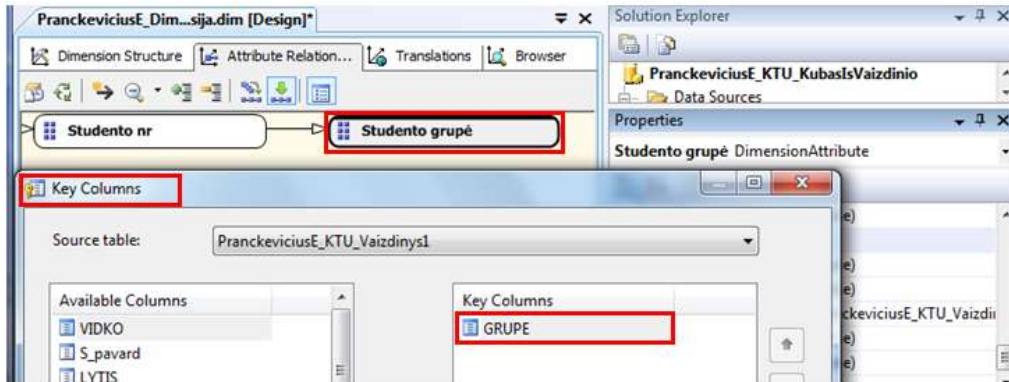 PranckeviciusE_Dim...sija.dim [Design]*
Dimension Structure Attribute Relation... Translations Browser
Studento nr Studento grupė
Solution Explorer
PranckeviciusE_KTU_KubasIsVaizdinio
Data Sources
Properties
Studento grupė DimensionAttribute
Key Columns
Source table: PranckeviciusE_KTU_Vaizdinys1
Available Columns
VIDKO
S_pavard
LYTIS
Key Columns
GRUPE
e)
e)
e)
ckeviciusE_KTU_Vaizdi
e)
e)